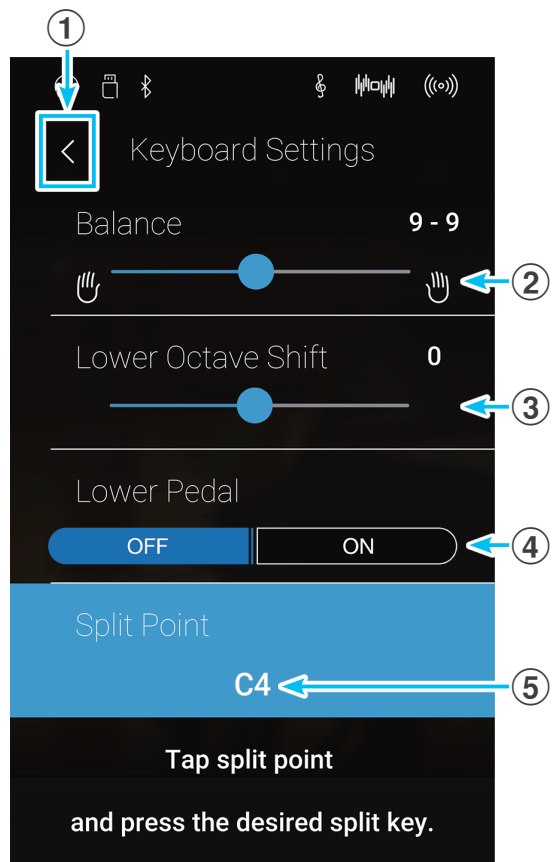 1
Keyboard Settings
Balance 9 - 9
2
Lower Octave Shift 0
3
Lower Pedal
OFF ON
4
Split Point
C4
5
Tap split point
and press the desired split key.